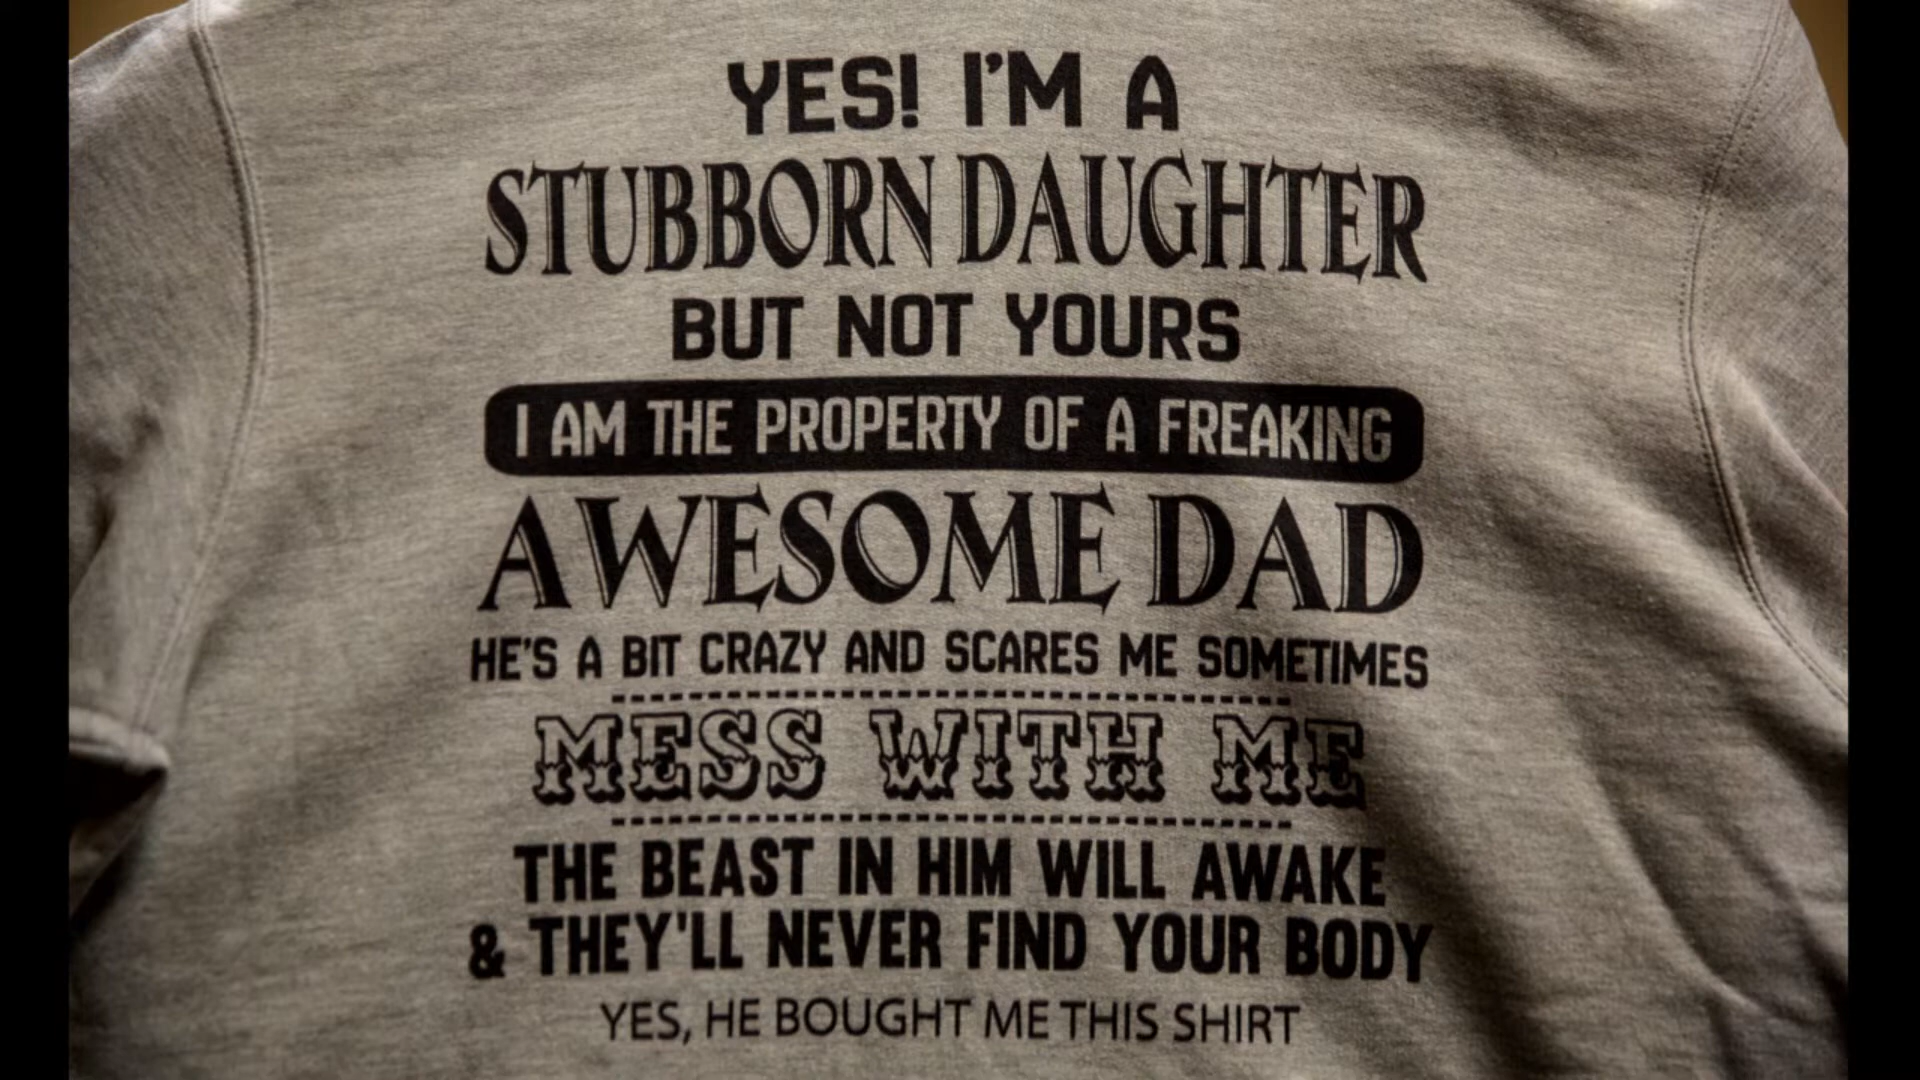 YES! I'M A
STUBBORN DAUGHTER
BUT NOT YOURS
I AM THE PROPERTY OF A FREAKING
AWESOME DAD
HE'S A BIT CRAZY AND SCARES ME SOMETIMES
MESS WITH ME
THE BEAST IN HIM WILL AWAKE
& THEY'LL NEVER FIND YOUR BODY
YES, HE BOUGHT ME THIS SHIRT